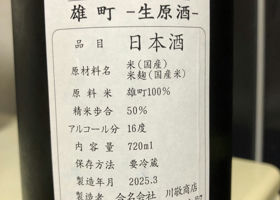 雄町 -生原酒-
品目 日本酒
原材料名 米(国産)
米麹(国産米)
原料米 雄町100%
精米歩合 50%
アルコール分 16度
内容量 720ml
保存方法 要冷蔵
製造年月 2025.3
製造者 合名会社 川敬商店